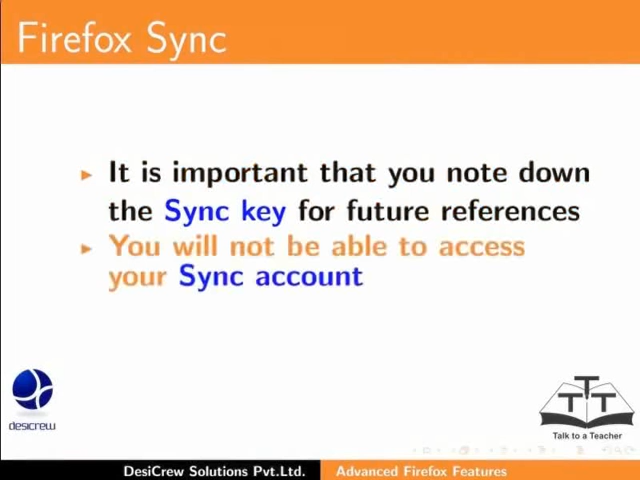 Firefox Sync
It is important that you note down
the Sync key for future references
You will not be able to access
your Sync account
desicrew
TTT
Talk to a Teacher
DesiCrew Solutions Pvt.Ltd. Advanced Firefox Features